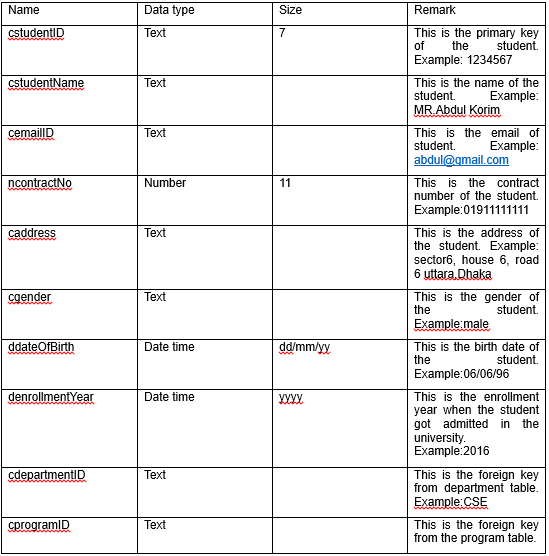 Name Data type Size Remark
cstudentID Text 7 This is the primary key
of the student.
Example: 1234567
cstudentName Text This is the name of the
student. Example:
MR.Abdul Korim
cemailID Text This is the email of
student. Example:
abdul@gmail.com
ncontractNo Number 11 This is the contract
number of the student.
Example:01911111111
caddress Text This is the address of
the student. Example:
sector6, house 6, road
6 uttara,Dhaka
cgender Text This is the gender of
the student.
Example:male
ddateOfBirth Date time dd/mm/yy This is the birth date of
the student.
Example:06/06/96
denrollmentYear Date time yyyy This is the enrollment
year when the student
got admitted in the
university.
Example:2016
cdepartmentID Text This is the foreign key
from department table.
Example:CSE
cprogramID Text This is the foreign key
from the program table.